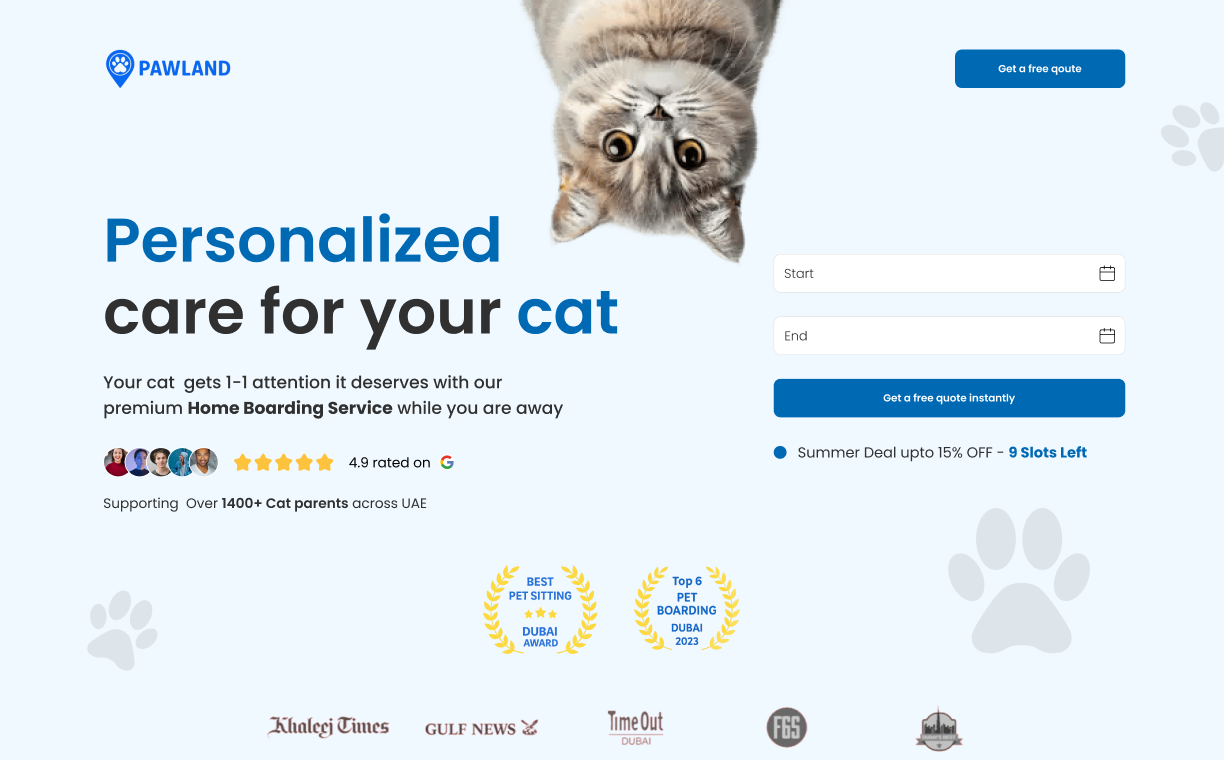 PAWLAND
Get a free qoute
Personalized
care for your cat
Start
End
Your cat  gets 1-1 attention it deserves with our
premium Home Boarding Service while you are away
Get a free quote instantly
4.9 rated on
Summer Deal upto 15% OFF - 9 Slots Left
Supporting  Over 1400+ Cat parents across UAE
BEST
PET SITTING
DUBAI
AWARD
Top 6
PET
BOARDING
DUBAI
2023
Khaleej Times
GULF NEWS
Time Out
DUBAI
FGS